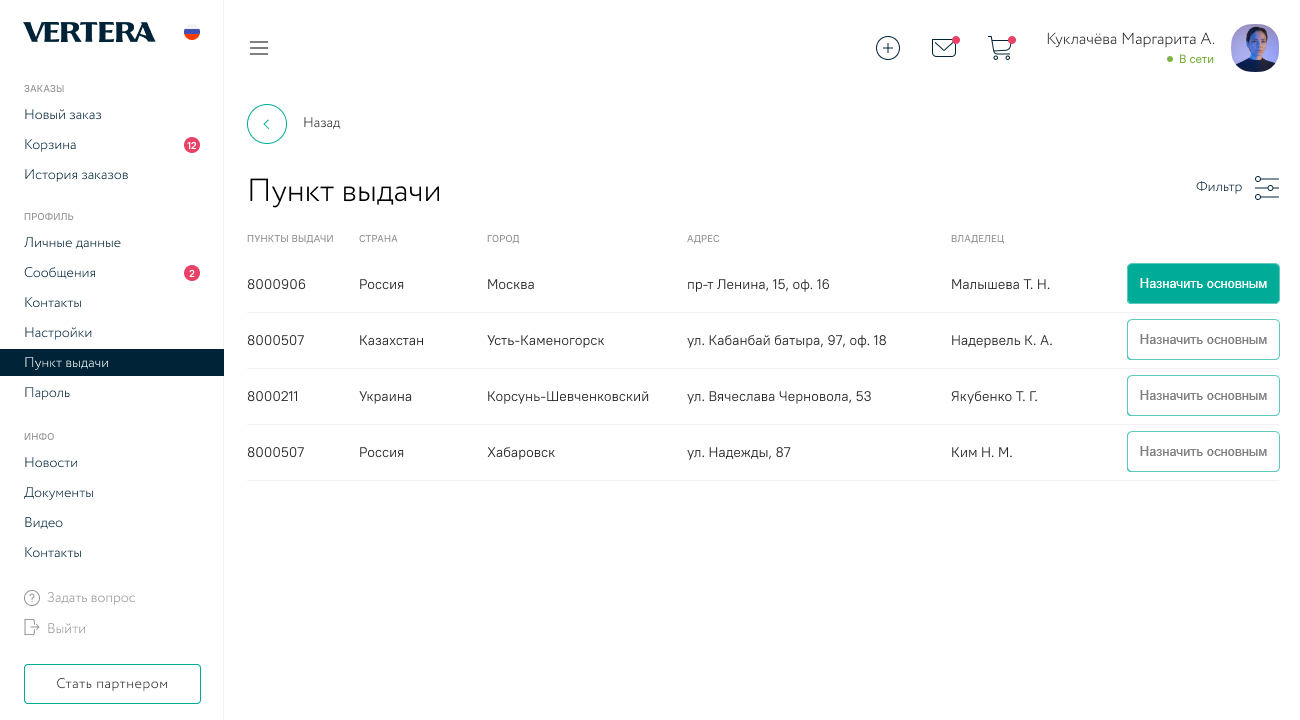 VERTERA
ЗАКАЗЫ
Новый заказ
Корзина 12
История заказов
ПРОФИЛЬ
Личные данные
Сообщения 2
Контакты
Настройки
Пункт выдачи
Пароль
ИНФО
Новости
Документы
Видео
Контакты
? Задать вопрос
Выйти
Стать партнером
Куклачёва Маргарита А.
В сети
Назад
Пункт выдачи
Фильтр
ПУНКТЫ ВЫДАЧИ СТРАНА ГОРОД АДРЕС ВЛАДЕЛЕЦ
8000906 Россия Москва пр-т Ленина, 15, оф. 16 Малышева Т. Н. Назначить основным
8000507 Казахстан Усть-Каменогорск ул. Кабанбай батыра, 97, оф. 18 Надервель К. А. Назначить основным
8000211 Украина Корсунь-Шевченковский ул. Вячеслава Черновола, 53 Якубенко Т. Г. Назначить основным
8000507 Россия Хабаровск ул. Надежды, 87 Ким Н. М. Назначить основным